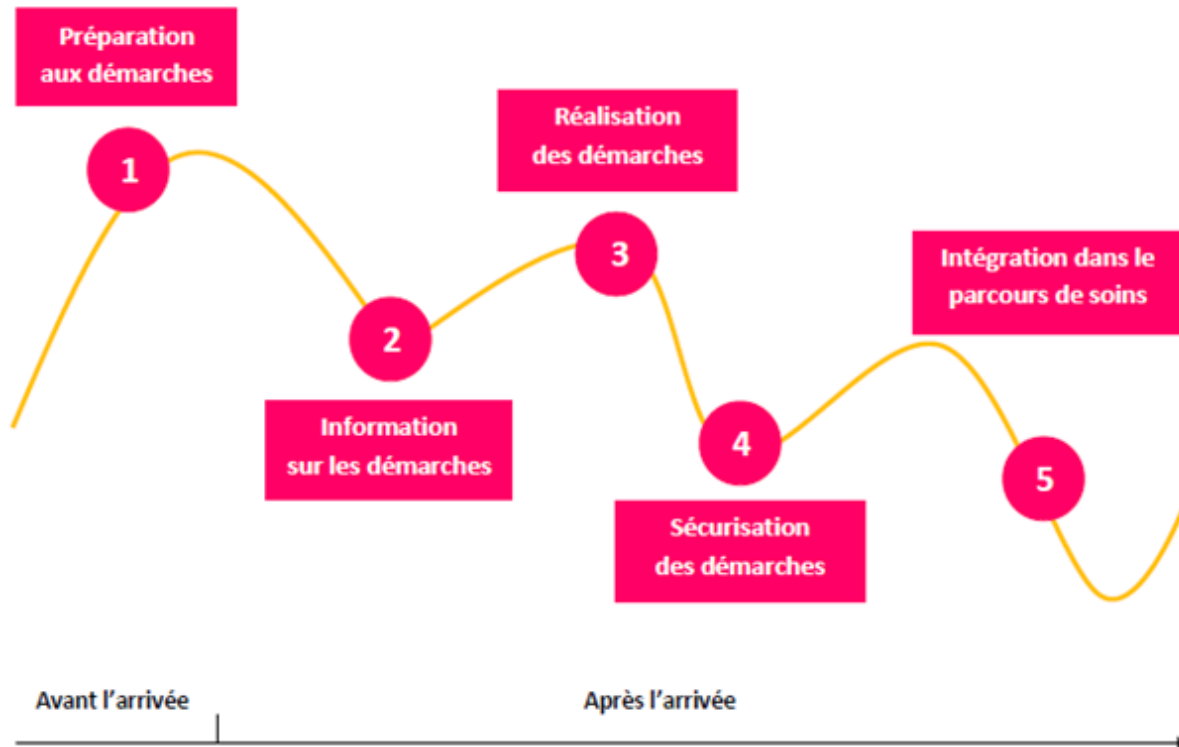 Préparation
aux démarches
1
Réalisation
des démarches
3
Intégration dans le
parcours de soins
2
Information
sur les démarches
4
5
Sécurisation
des démarches
Avant l'arrivée
Après l'arrivée